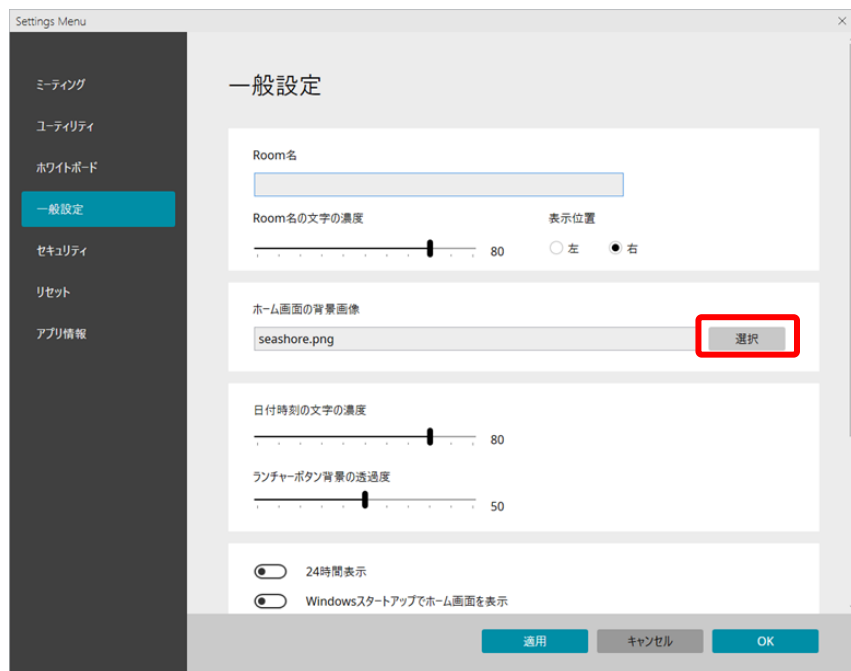 Settings Menu
ミーティング
ユーティリティ
ホワイトボード
一般設定
セキュリティ
リセット
アプリ情報
一般設定
Room名
Room名の文字の濃度
80
表示位置
左
右
ホーム画面の背景画像
seashore.png
選択
日付時刻の文字の濃度
80
ランチャーボタン背景の透過度
50
24時間表示
Windowsスタートアップでホーム画面を表示
適用
キャンセル
OK